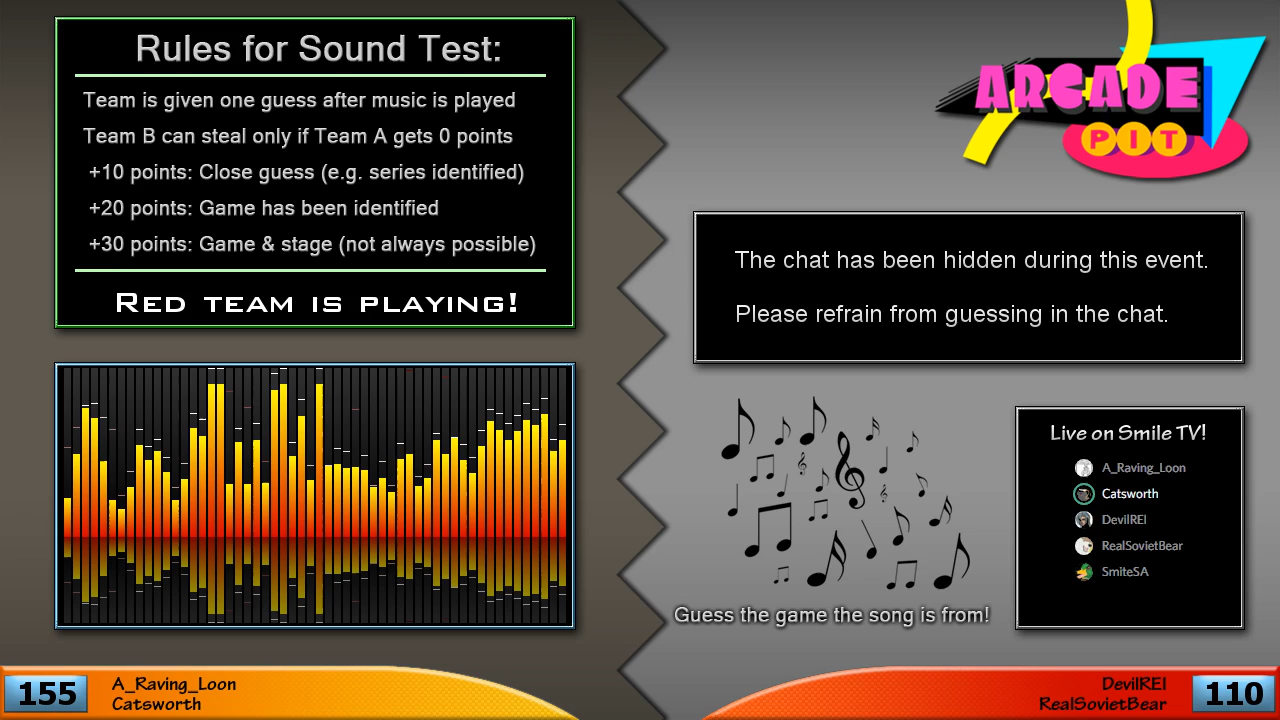 Rules for Sound Test:
Team is given one guess after music is played
Team B can steal only if Team A gets 0 points
+10 points: Close guess (e.g. series identified)
+20 points: Game has been identified
+30 points: Game & stage (not always possible)
Red team is playing!
ARCADE
PIT
The chat has been hidden during this event.
Please refrain from guessing in the chat.
Guess the game the song is from!
Live on Smile TV!
A_Raving_Loon
Catsworth
DevilREI
RealSovietBear
SmiteSA
155
A_Raving_Loon
Catsworth
DevilREI
RealSovietBear
110